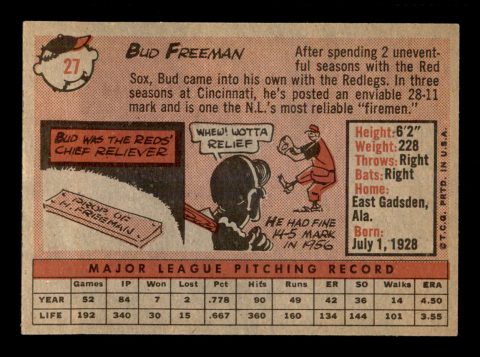 27
BUD FREEMAN
After spending 2 unevent-
ful seasons with the Red
Sox, Bud came into his own with the Redlegs. In three
seasons at Cincinnati, he's posted an enviable 28-11
mark and is one the N.L.'s most reliable "firemen."
BUD WAS THE REDS'
CHIEF RELIEVER
PROP. OF
H. FREEMAN
WHEW! WOTTA
RELIEF
HE HAD FINE
14-5 MARK
IN 1956
Height: 6'2"
Weight: 228
Throws: Right
Bats: Right
Home:
East Gadsden,
Ala.
Born:
July 1, 1928
© T.C.G. PRTD. IN U.S.A.
MAJOR LEAGUE PITCHING RECORD
Games IP Won Lost Pct Hits Runs ER SO Walks ERA
YEAR 52 84 7 2 .778 90 49 42 36 14 4.50
LIFE 192 340 30 15 .667 360 160 134 144 101 3.55